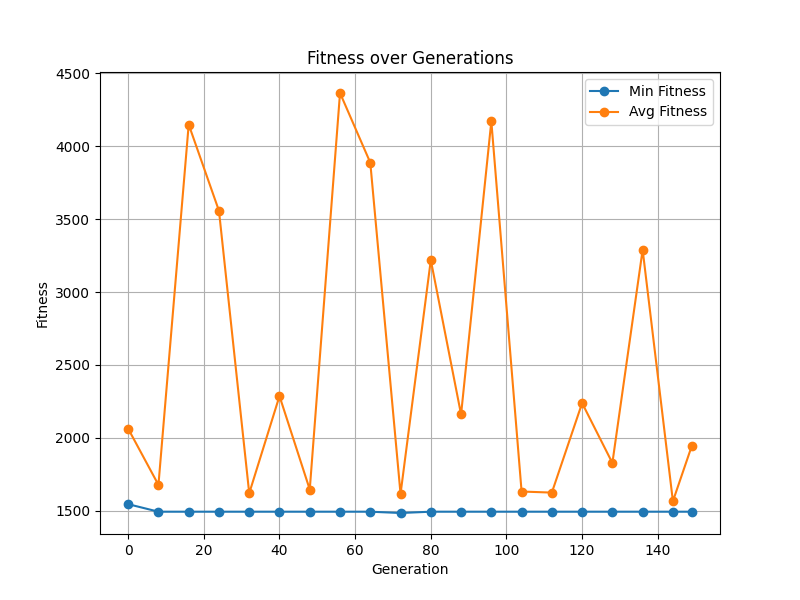 Fitness over Generations
4500
4000
3500
3000
2500
2000
1500
Fitness
Min Fitness
Avg Fitness
0 20 40 60 80 100 120 140
Generation